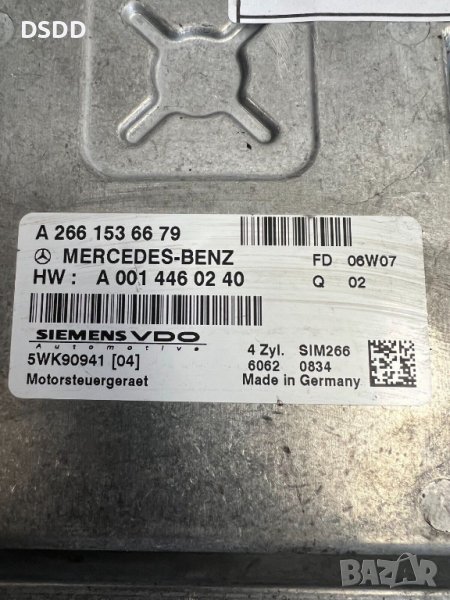 DSDD
A 266 153 66 79
MERCEDES-BENZ
FD 06W07
HW : A 001 446 02 40
Q 02
SIEMENS VDO
Automotive
5WK90941 [04]
4 Zyl. SIM266
6062 0834
Motorsteuergeraet
Made in Germany
BAZAR